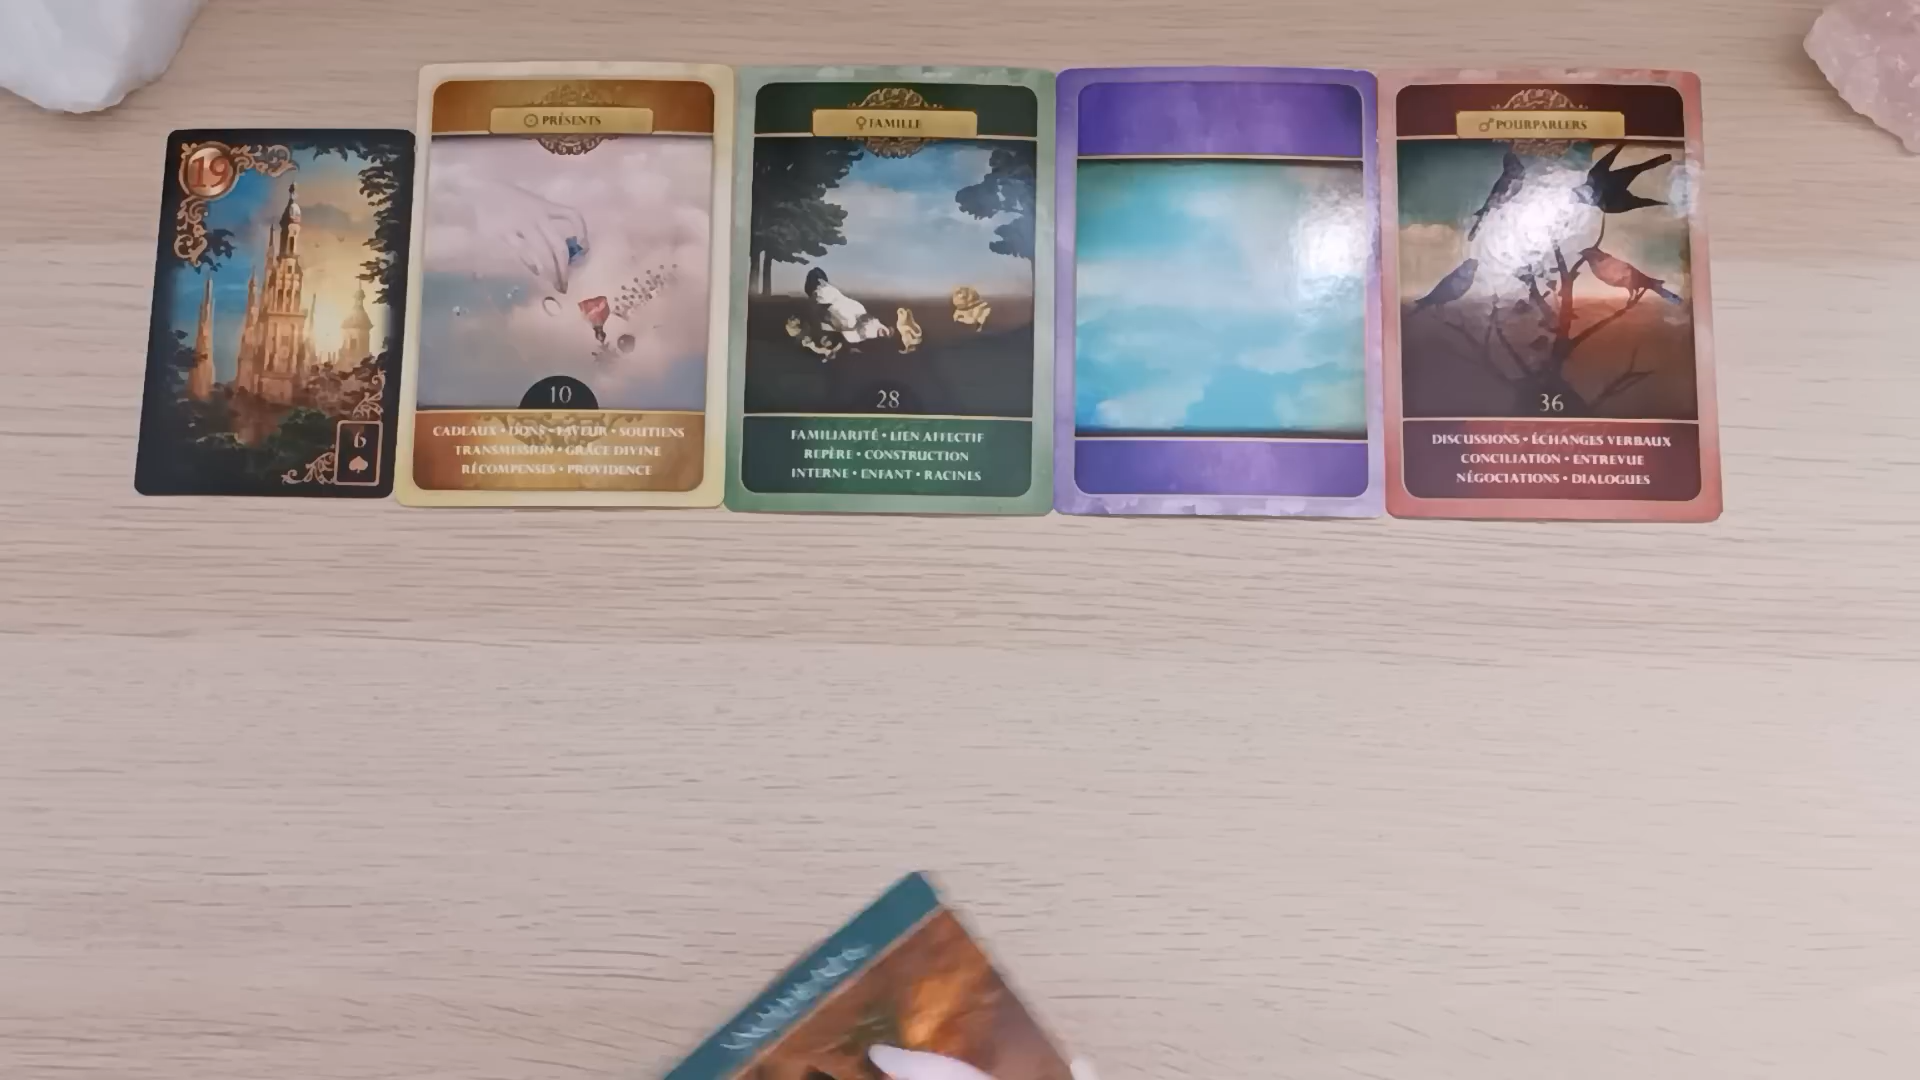 19
6
PRÉSENTS
10
CADEAUX • DONS • FAVEUR • SOUTIENS
TRANSMISSION • GRÂCE DIVINE
RÉCOMPENSES • PROVIDENCE
FAMILLE
28
FAMILIARITÉ • LIEN AFFECTIF
REPÈRE • CONSTRUCTION
INTERNE • ENFANT • RACINES
POURPARLERS
36
DISCUSSIONS • ÉCHANGES VERBAUX
CONCILIATION • ENTREVUE
NÉGOCIATIONS • DIALOGUES